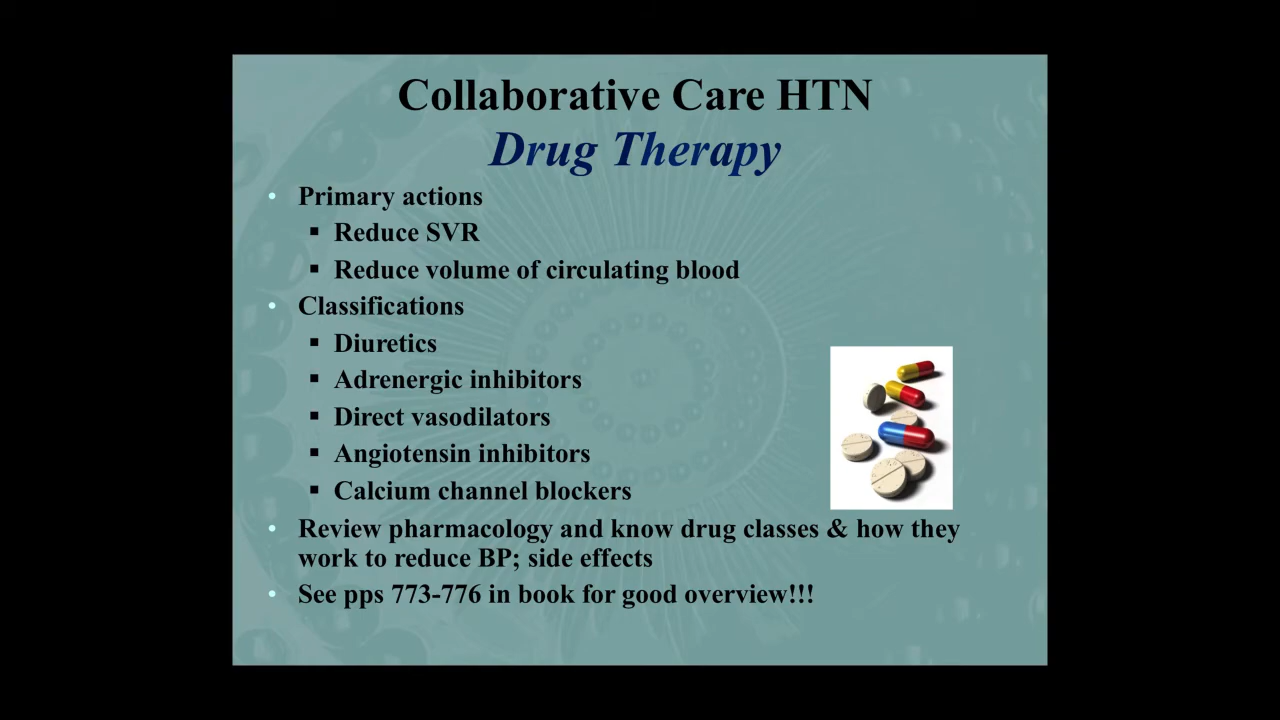 Collaborative Care HTN
Drug Therapy
• Primary actions
▪ Reduce SVR
▪ Reduce volume of circulating blood
• Classifications
▪ Diuretics
▪ Adrenergic inhibitors
▪ Direct vasodilators
▪ Angiotensin inhibitors
▪ Calcium channel blockers
• Review pharmacology and know drug classes & how they
work to reduce BP; side effects
• See pps 773-776 in book for good overview!!!